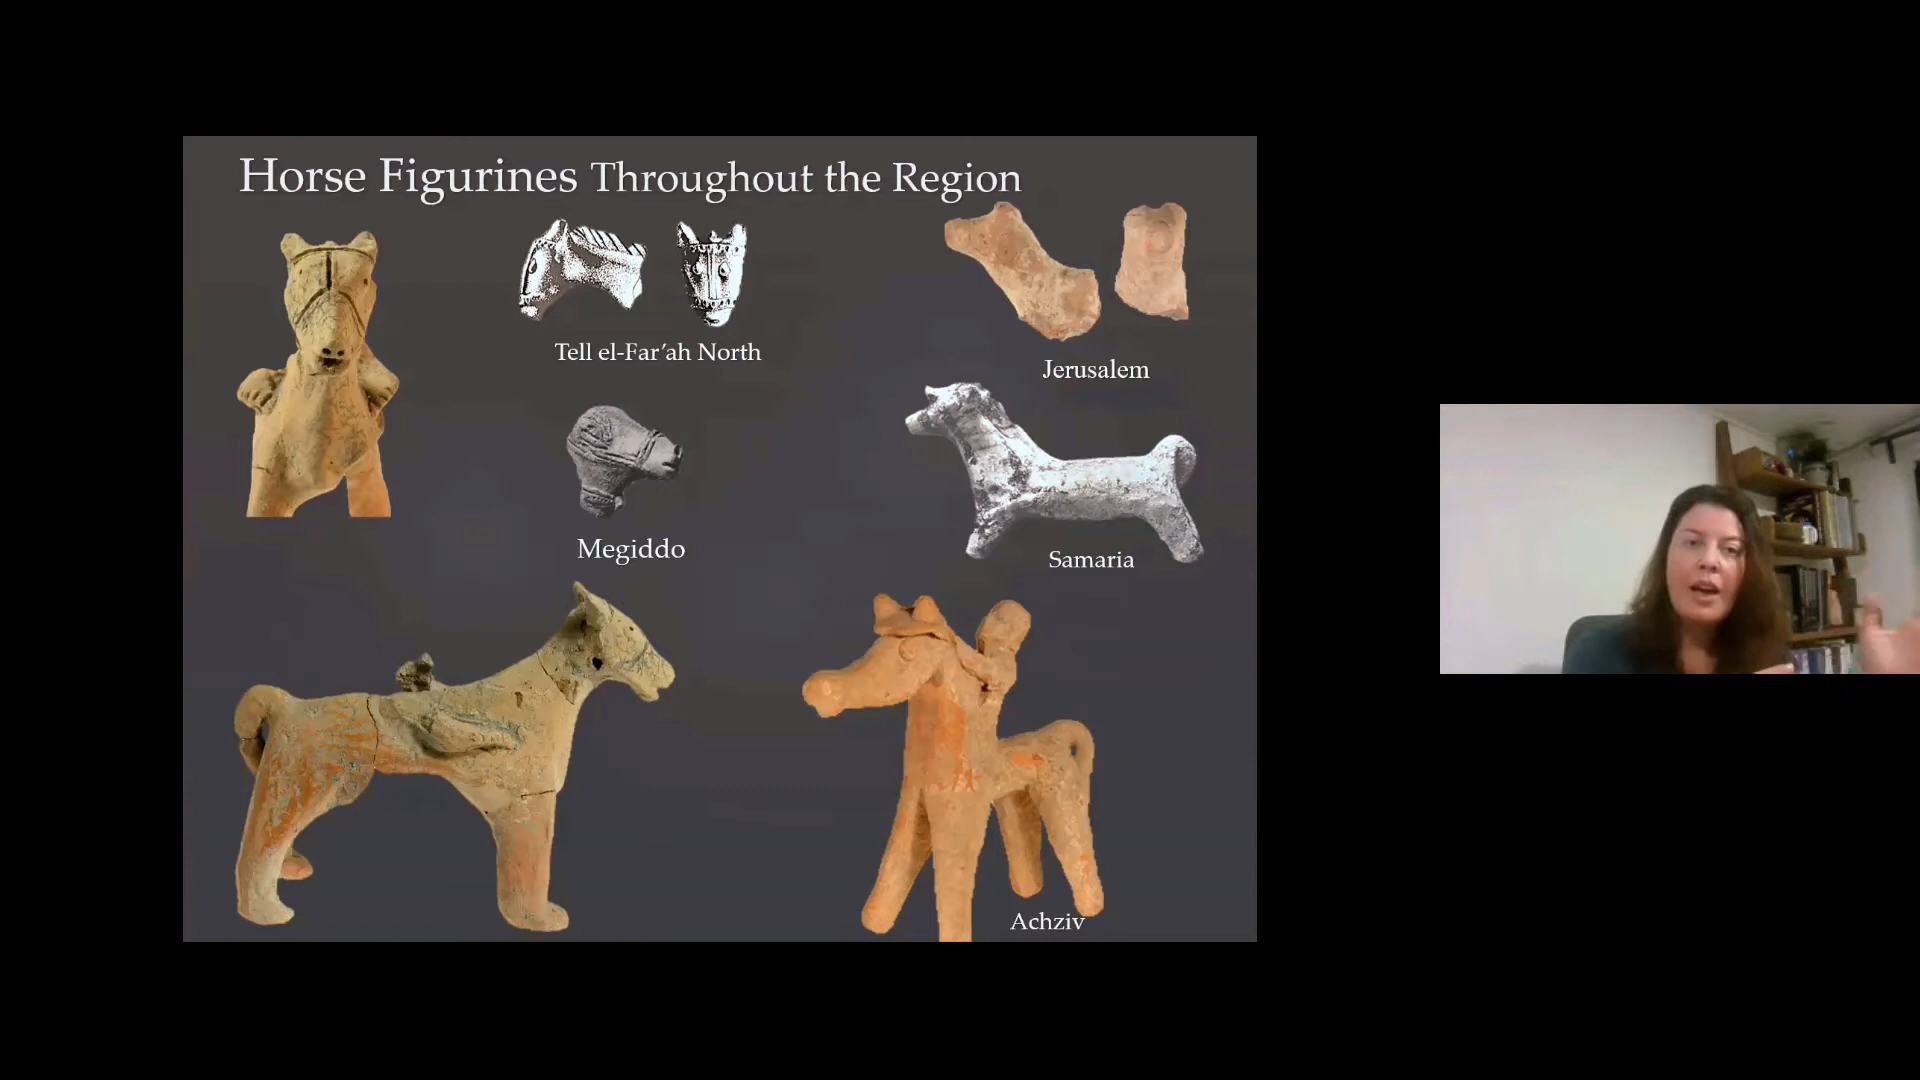 Horse Figurines Throughout the Region
Tell el-Far’ah North
Jerusalem
Megiddo
Samaria
Achziv